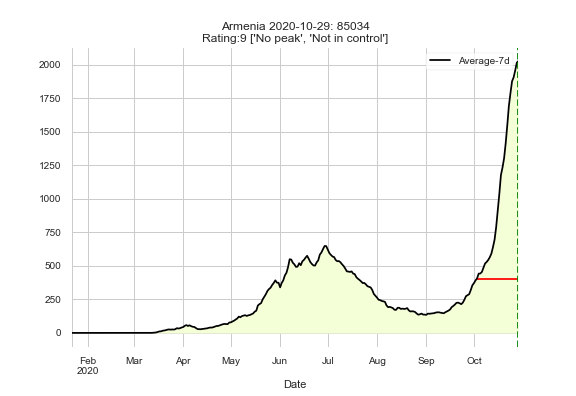 Armenia 2020-10-29: 85034
Rating:9 ['No peak', 'Not in control']
Average-7d
2000
1750
1500
1250
1000
750
500
250
0
Feb Mar Apr May Jun Jul Aug Sep Oct
2020
Date